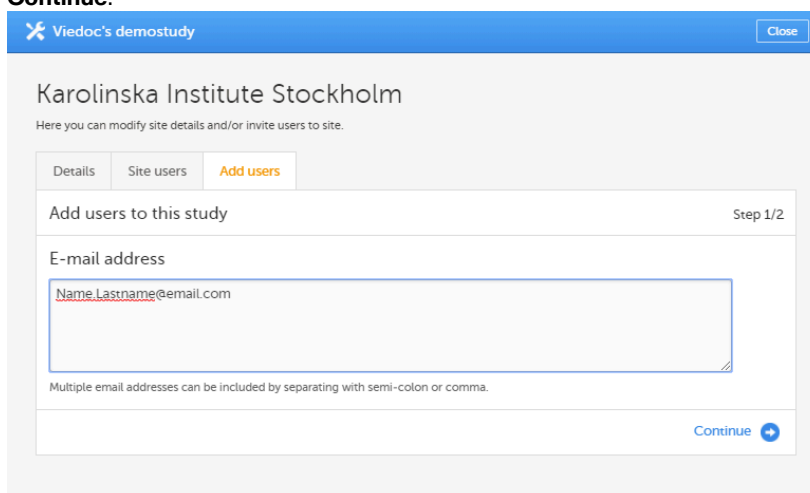 Continue.
Viedoc's demostudy
Close
Karolinska Institute Stockholm
Here you can modify site details and/or invite users to site.
Details Site users Add users
Add users to this study Step 1/2
E-mail address
Name.Lastname@email.com
Multiple email addresses can be included by separating with semi-colon or comma.
Continue